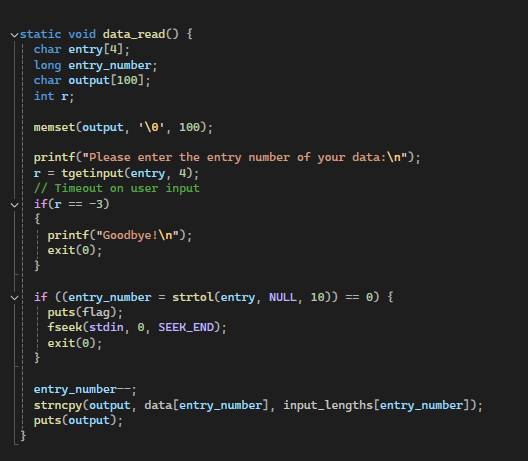 static void data_read() {
char entry[4];
long entry_number;
char output[100];
int r;
memset(output, '\0', 100);
printf("Please enter the entry number of your data:\n");
r = tgetinput(entry, 4);
// Timeout on user input
if(r == -3)
{
printf("Goodbye!\n");
exit(0);
}
if ((entry_number = strtol(entry, NULL, 10)) == 0) {
puts(flag);
fseek(stdin, 0, SEEK_END);
exit(0);
}
entry_number--;
strncpy(output, data[entry_number], input_lengths[entry_number]);
puts(output);
}